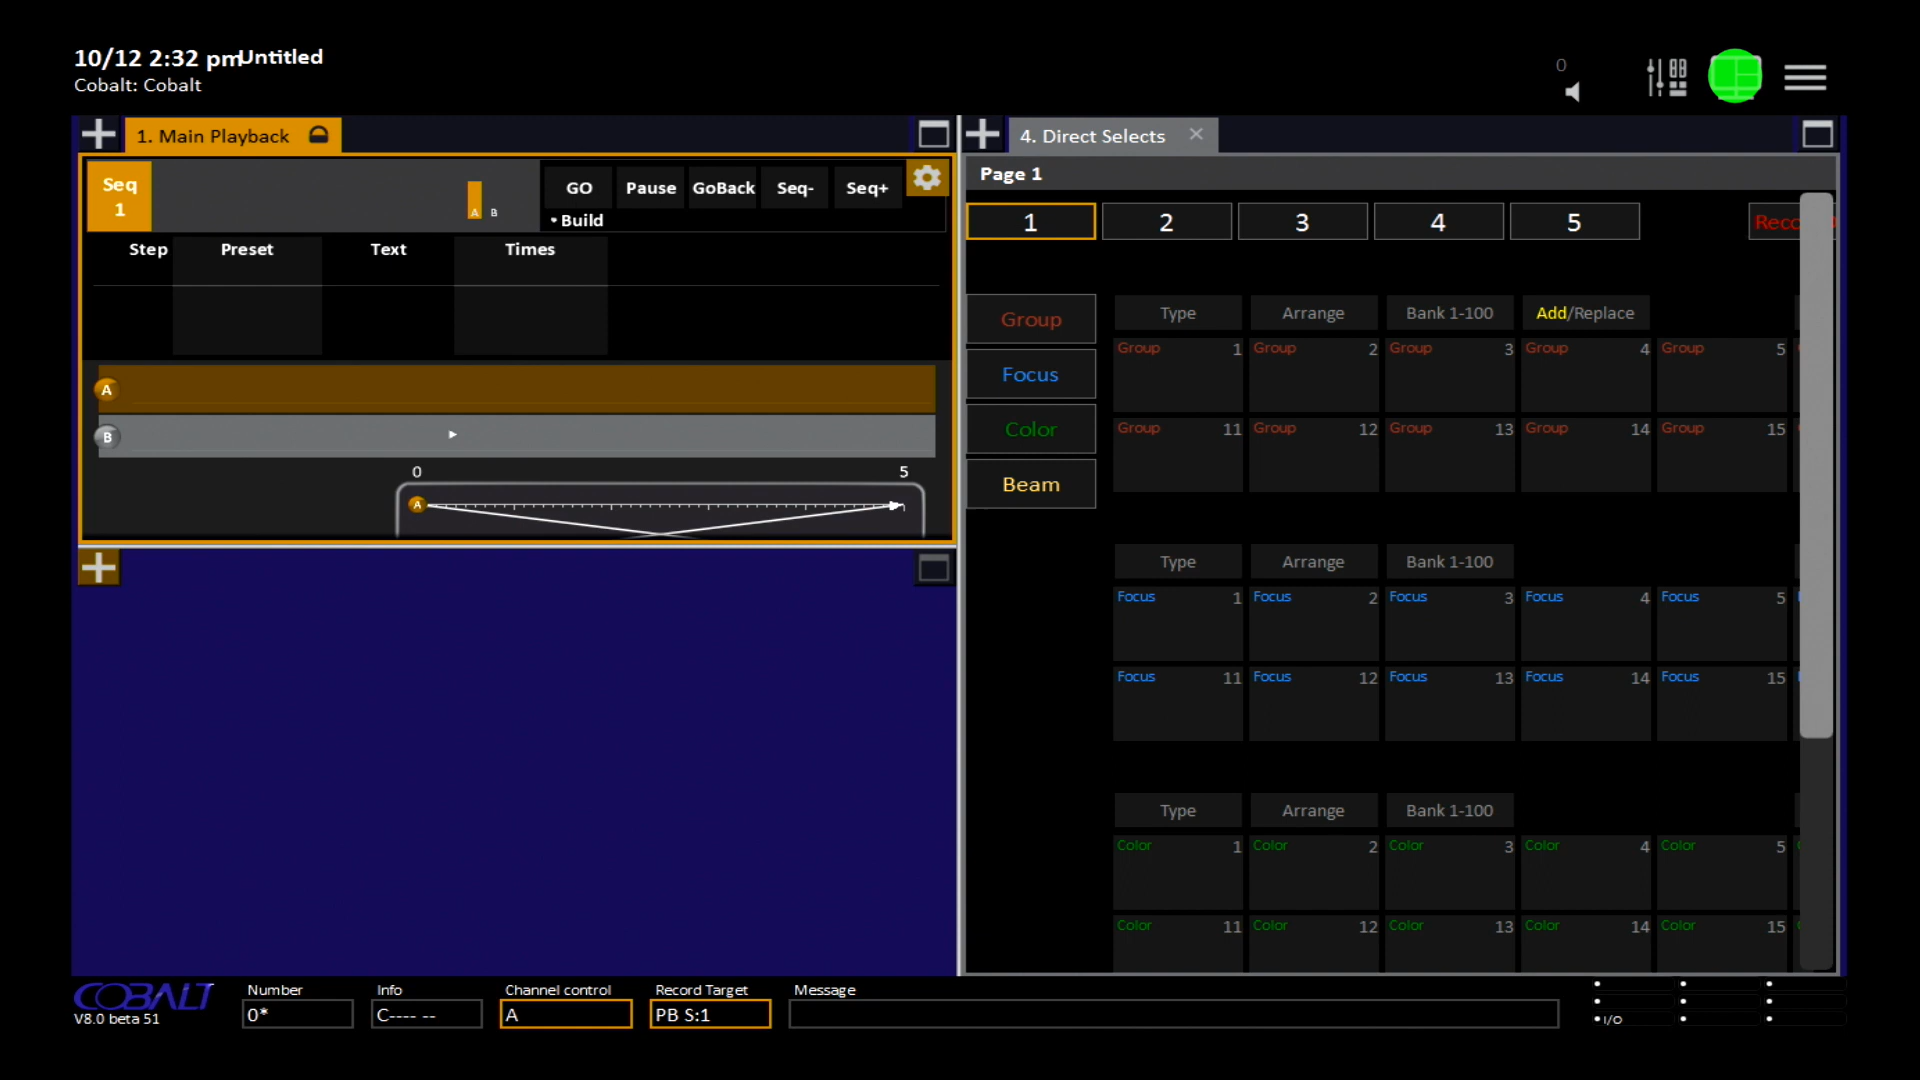 10/12 2:32 pm Untitled
Cobalt: Cobalt
0
1. Main Playback
Seq
1
A B
GO Pause GoBack Seq- Seq+
• Build
Step Preset Text Times
A
B
0 5
A
4. Direct Selects
Page 1
1 2 3 4 5
Group
Focus
Color
Beam
Type Arrange Bank 1-100 Add/Replace
Group 1 Group 2 Group 3 Group 4 Group 5
Group 11 Group 12 Group 13 Group 14 Group 15
Type Arrange Bank 1-100
Focus 1 Focus 2 Focus 3 Focus 4 Focus 5
Focus 11 Focus 12 Focus 13 Focus 14 Focus 15
Type Arrange Bank 1-100
Color 1 Color 2 Color 3 Color 4 Color 5
Color 11 Color 12 Color 13 Color 14 Color 15
COBALT
V8.0 beta 51
Number Info Channel control Record Target Message
0* C---- -- A PB S:1
I/O